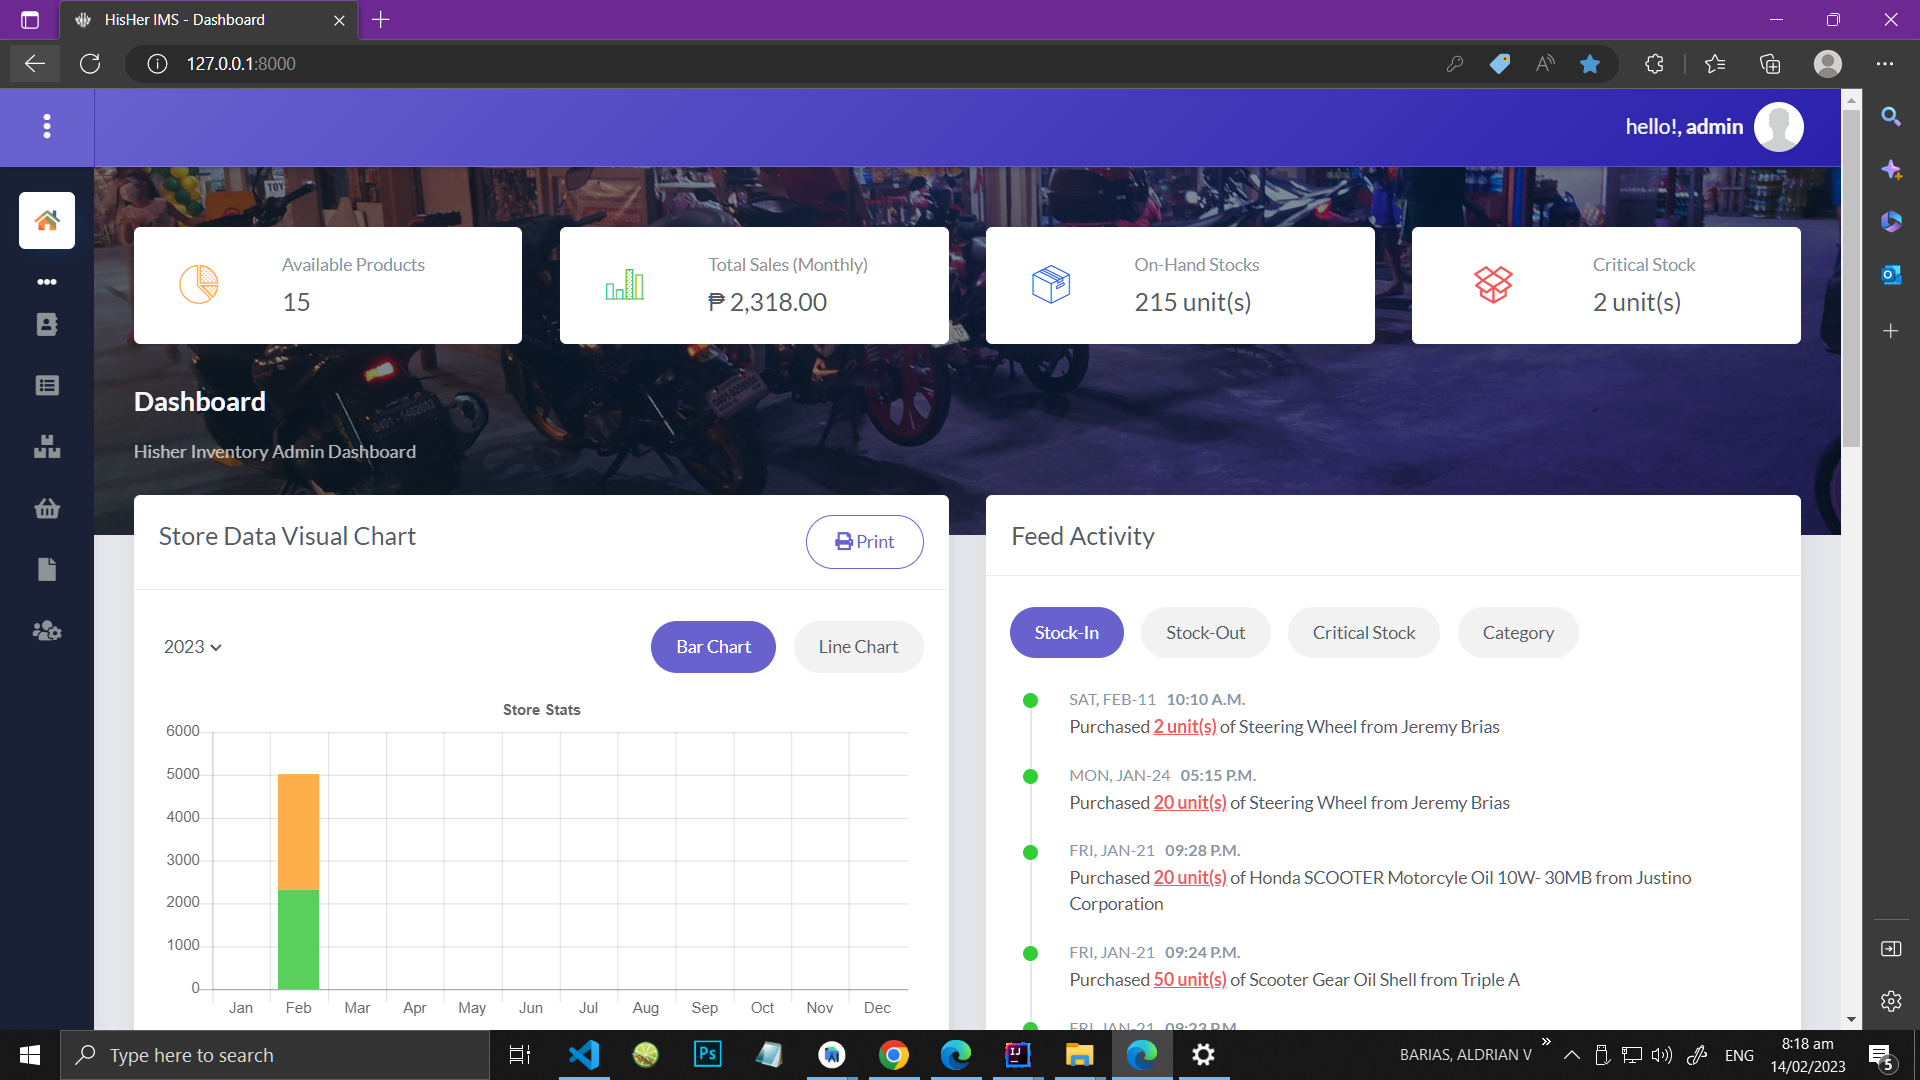 HisHer IMS - Dashboard
127.0.0.1:8000
hello!, admin
TOY
Available Products
15
Total Sales (Monthly)
₱ 2,318.00
On-Hand Stocks
215 unit(s)
Critical Stock
2 unit(s)
Dashboard
Hisher Inventory Admin Dashboard
Store Data Visual Chart
Print
2023
Bar Chart
Line Chart
Store Stats
6000
5000
4000
3000
2000
1000
0
Jan Feb Mar Apr May Jun Jul Aug Sep Oct Nov Dec
Feed Activity
Stock-In
Stock-Out
Critical Stock
Category
SAT, FEB-11 10:10 A.M.
Purchased 2 unit(s) of Steering Wheel from Jeremy Brias
MON, JAN-24 05:15 P.M.
Purchased 20 unit(s) of Steering Wheel from Jeremy Brias
FRI, JAN-21 09:28 P.M.
Purchased 20 unit(s) of Honda SCOOTER Motorcyle Oil 10W- 30MB from Justino
Corporation
FRI, JAN-21 09:24 P.M.
Purchased 50 unit(s) of Scooter Gear Oil Shell from Triple A
FRI, JAN-21 09:23 P.M.
Type here to search
Ps
IJ
BARIAS, ALDRIAN V
ENG
8:18 am
14/02/2023
5